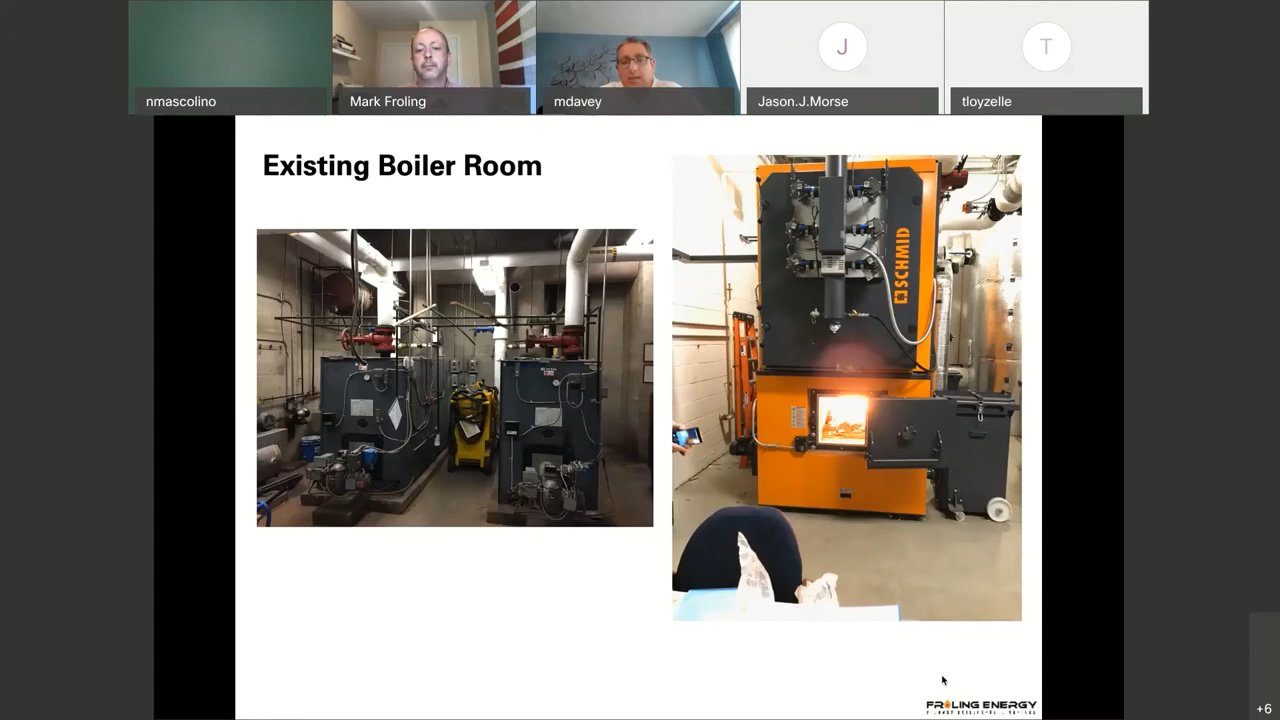 nmascolino
Mark Froling
mdavey
J
Jason.J.Morse
T
tloyzelle
Existing Boiler Room
SCHMID
FROLING ENERGY
+6